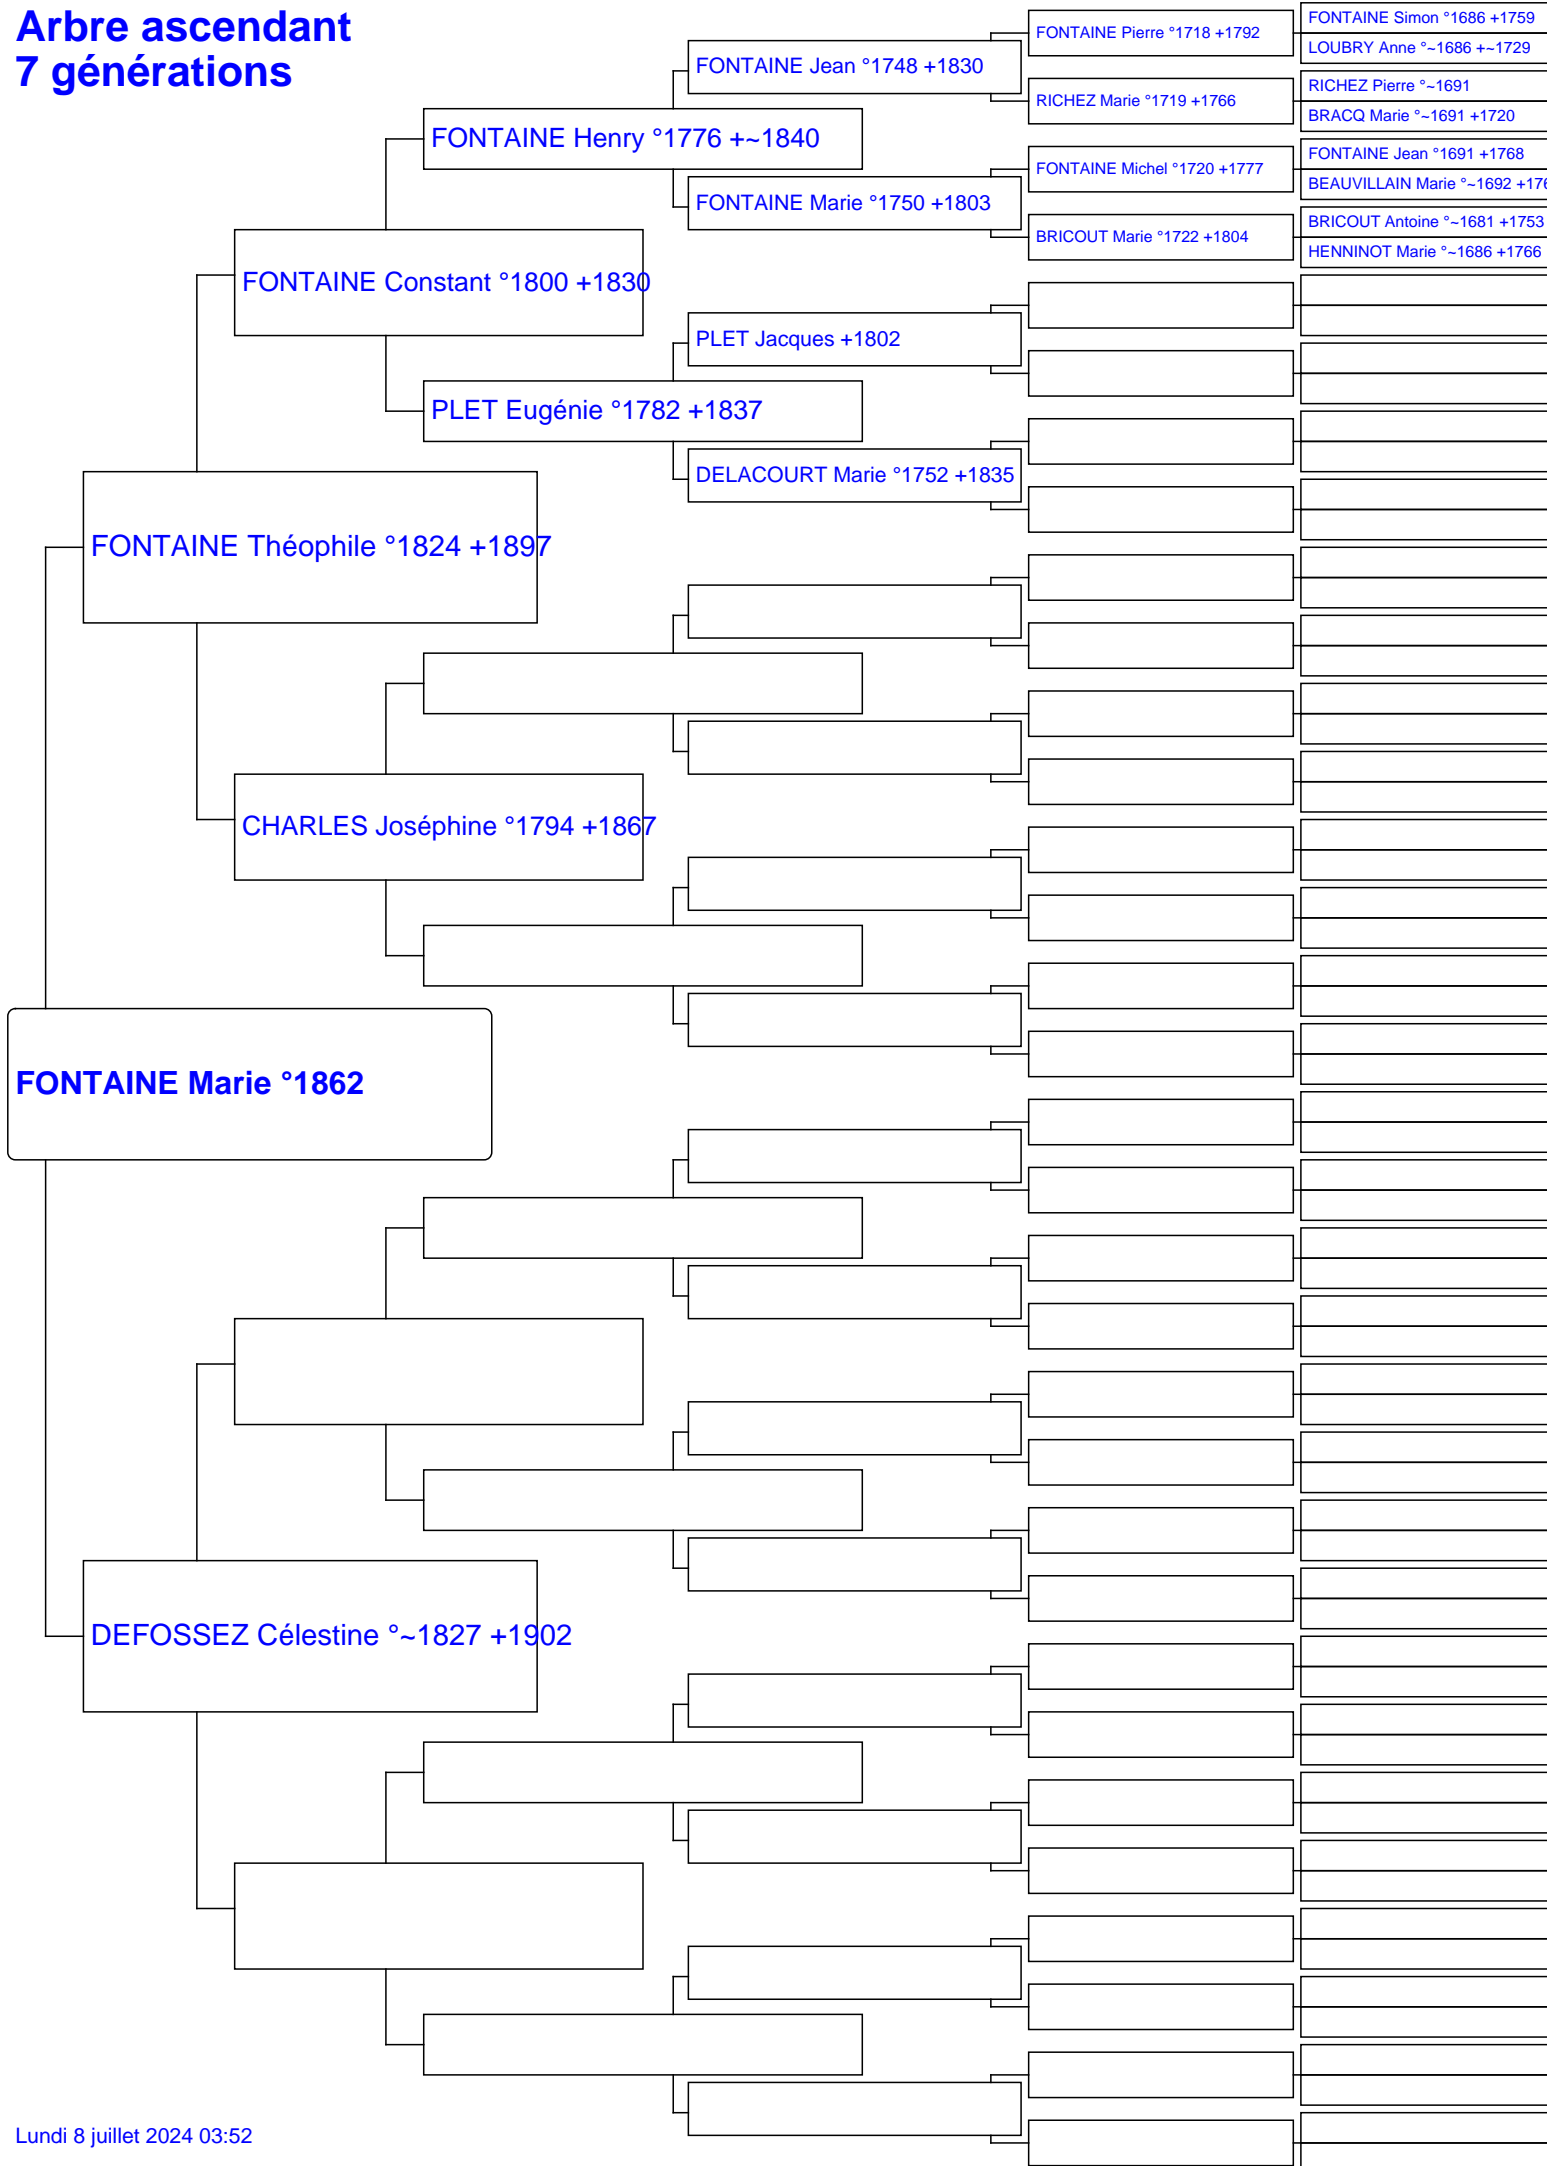 Arbre ascendant
7 générations
FONTAINE Simon °1686 +1759
FONTAINE Pierre °1718 +1792
LOUBRY Anne °~1686 +~1729
FONTAINE Jean °1748 +1830
RICHEZ Pierre °~1691
RICHEZ Marie °1719 +1766
BRACQ Marie °~1691 +1720
FONTAINE Henry °1776 +~1840
FONTAINE Jean °1691 +1768
FONTAINE Michel °1720 +1777
BEAUVILLAIN Marie °~1692
FONTAINE Marie °1750 +1803
BRICOUT Antoine °~1681 +1753
BRICOUT Marie °1722 +1804
HENNINOT Marie °~1686 +1766
FONTAINE Constant °1800 +1830
PLET Jacques +1802
PLET Eugénie °1782 +1837
DELACOURT Marie °1752 +1835
FONTAINE Théophile °1824 +1897
CHARLES Joséphine °1794 +1867
FONTAINE Marie °1862
DEFOSSEZ Célestine °~1827 +1902
Lundi 8 juillet 2024 03:52